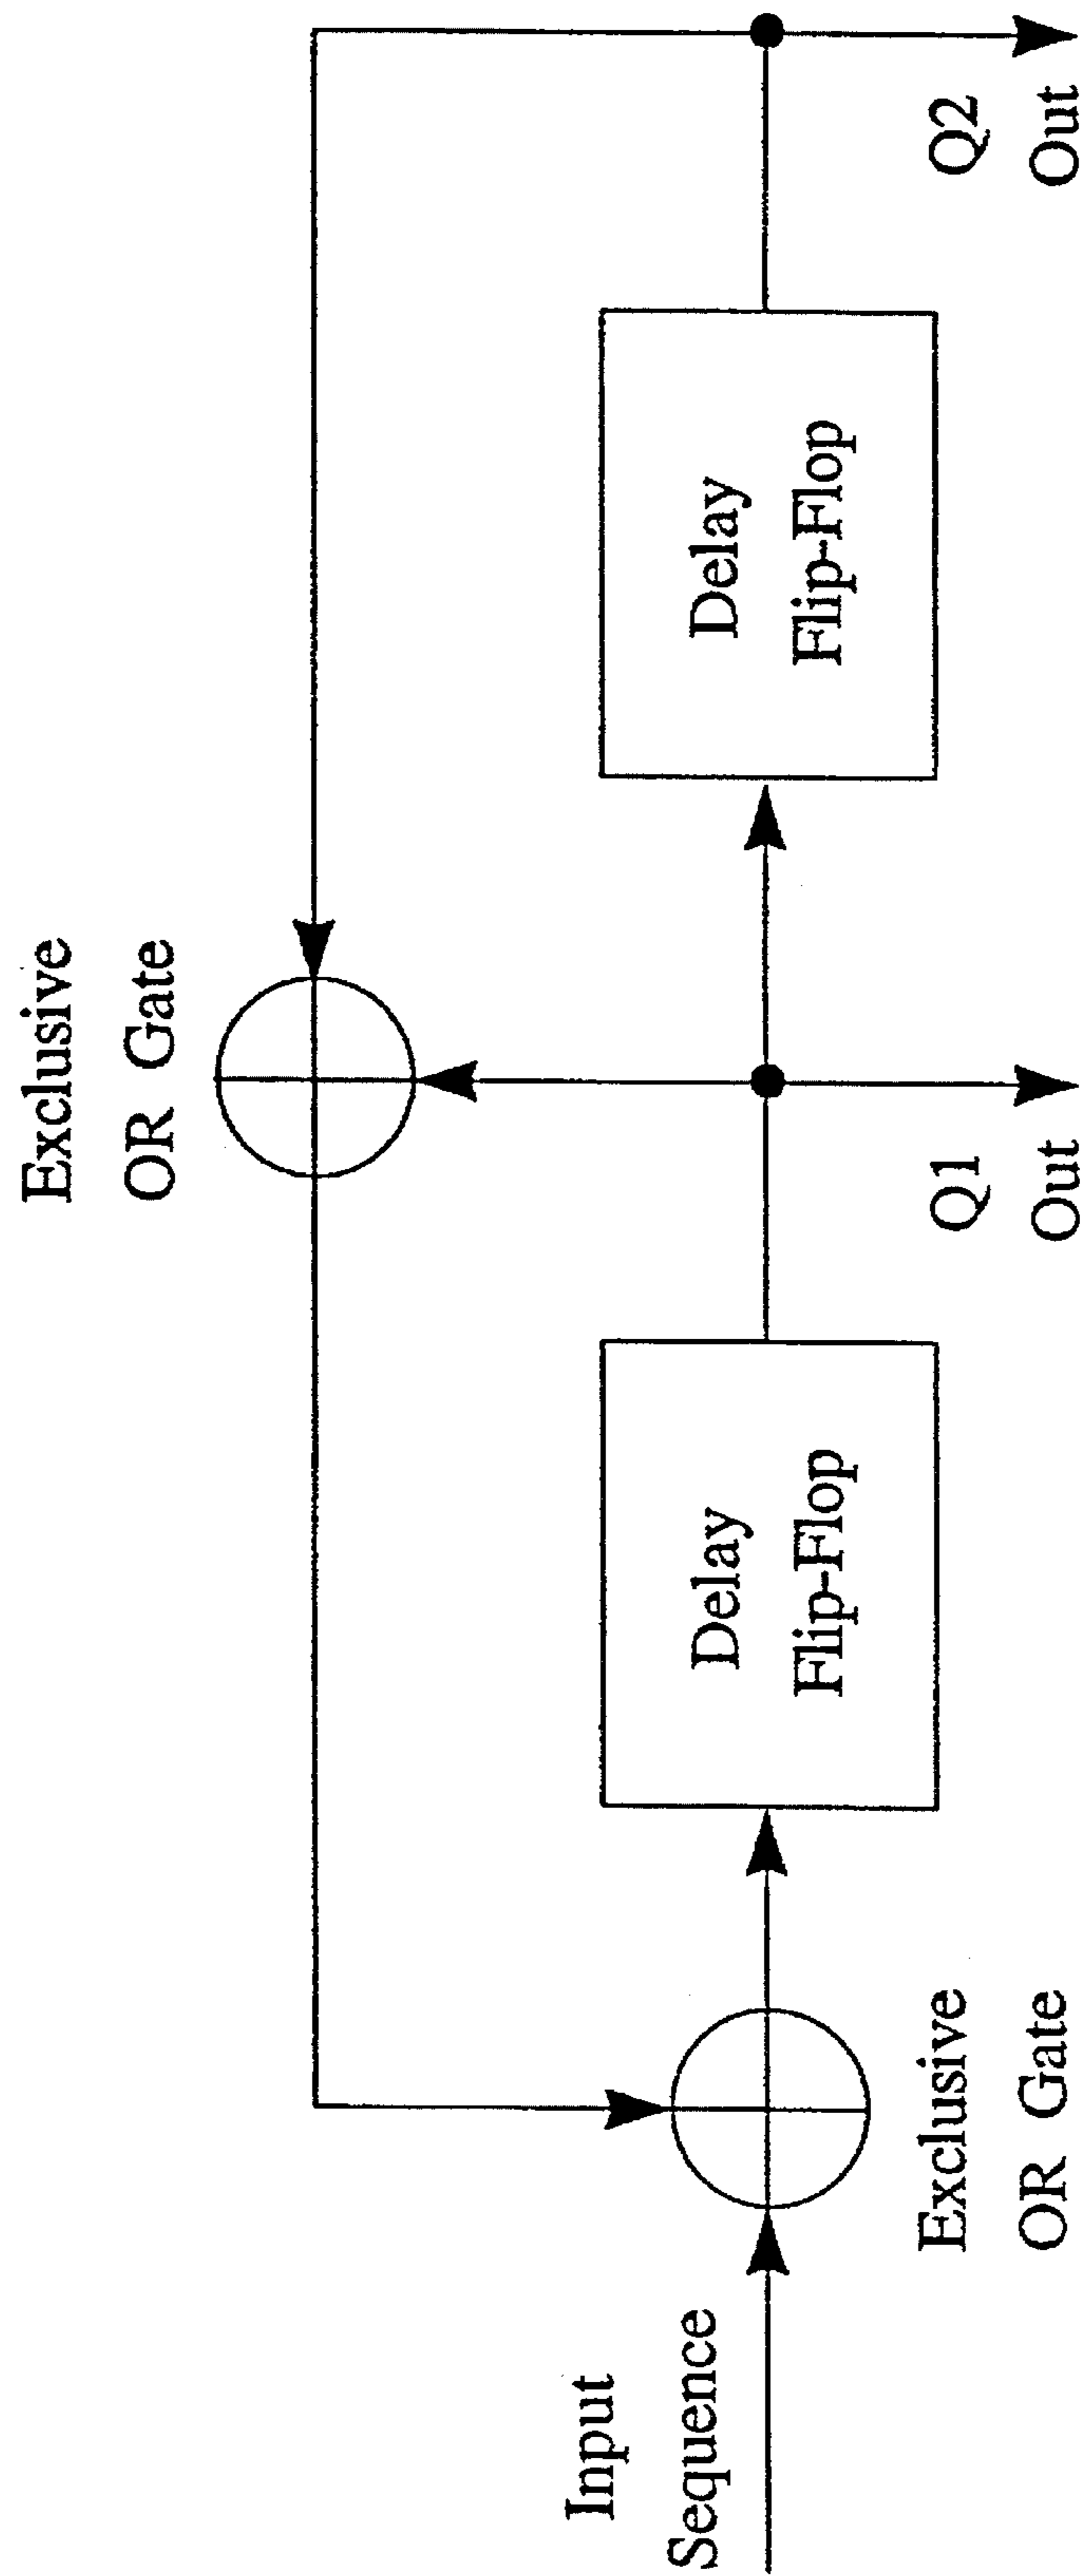 Exclusive
OR Gate
Input
Sequence
Exclusive
OR Gate
Delay
Flip-Flop
Q1
Out
Delay
Flip-Flop
Q2
Out